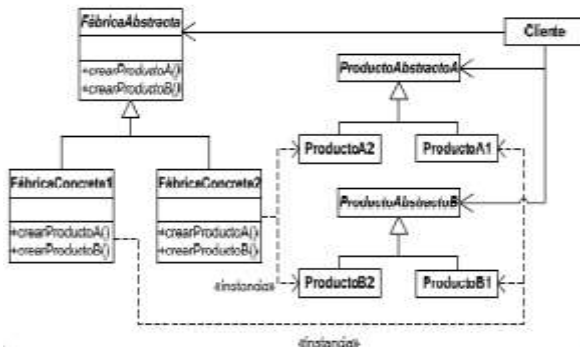 FábricaAbstracta
+crearProductoA()
+crearProductoB()
Cliente
ProductoAbstractoA
ProductoA2
ProductoA1
FábricaConcreta1
+crearProductoA()
+crearProductoB()
FábricaConcreta2
+crearProductoA()
+crearProductoB()
ProductoAbstractoB
ProductoB2
ProductoB1
«instancia»
«instancia»